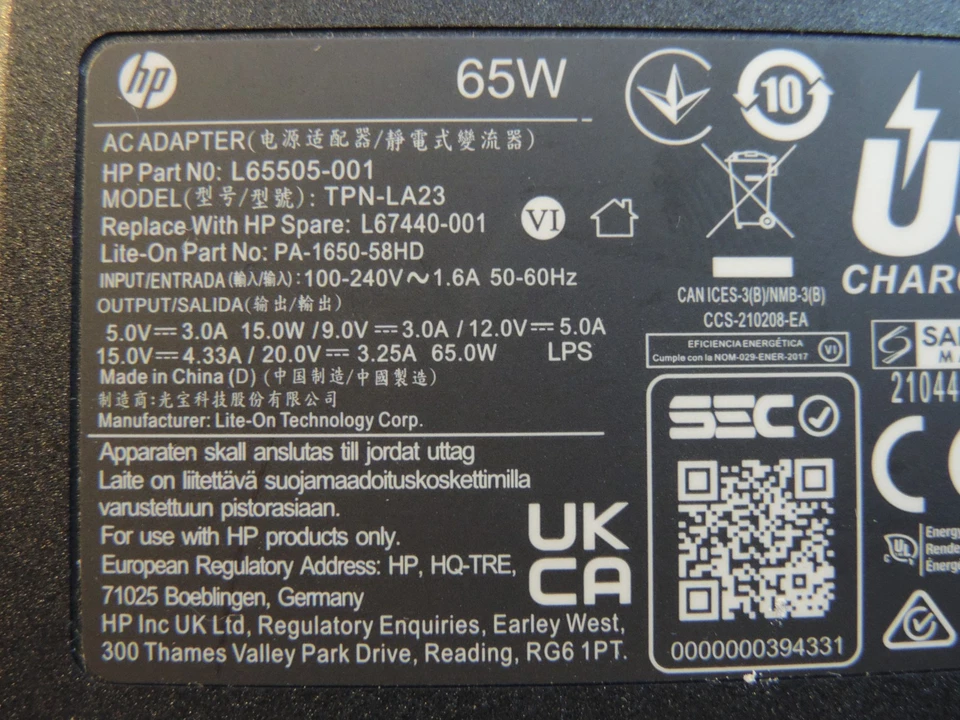 hp
65W
AC ADAPTER(电源适配器/靜電式變流器)
HP Part N0: L65505-001
MODEL(型号/型號): TPN-LA23
Replace With HP Spare: L67440-001
Lite-On Part No: PA-1650-58HD
INPUT/ENTRADA(輸入/输入): 100-240V～1.6A 50-60Hz
OUTPUT/SALIDA(输出/輸出)
5.0V⎓3.0A 15.0W /9.0V⎓3.0A / 12.0V⎓5.0A
15.0V⎓4.33A / 20.0V⎓3.25A 65.0W LPS
Made in China (D) (中国制造/中國製造)
制造商:光宝科技股份有限公司
Manufacturer: Lite-On Technology Corp.
Apparaten skall anslutas till jordat uttag
Laite on liitettävä suojamaadoituskoskettimilla
varustettuun pistorasiaan.
For use with HP products only.
European Regulatory Address: HP, HQ-TRE,
71025 Boeblingen, Germany
HP Inc UK Ltd, Regulatory Enquiries, Earley West,
300 Thames Valley Park Drive, Reading, RG6 1PT.
VI
UK
CA
10
CAN ICES-3(B)/NMB-3(B)
CCS-210208-EA
EFICIENCIA ENERGÉTICA
Cumple con la NOM-029-ENER-2017
VI
SEC
0000000394331
U
CHARG
SA
M
21044
C
UL
Energy
Rende
Énerg